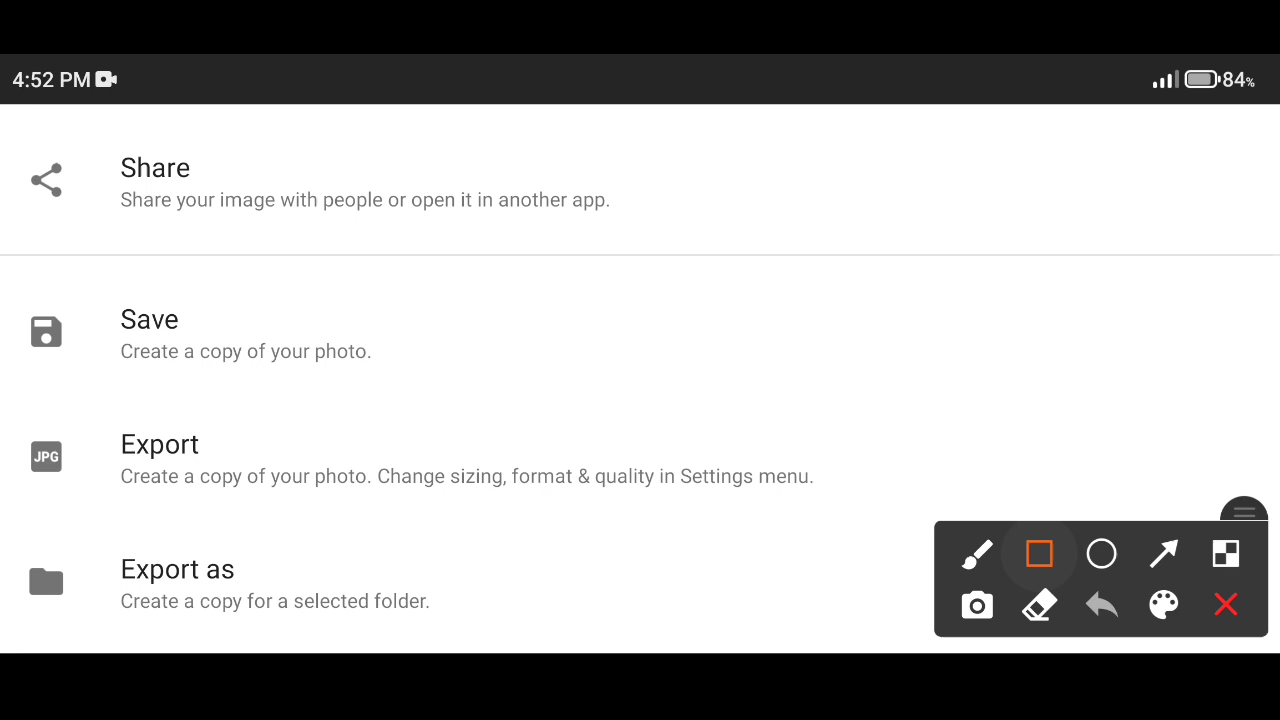 4:52 PM
84%
Share
Share your image with people or open it in another app.
Save
Create a copy of your photo.
JPG
Export
Create a copy of your photo. Change sizing, format & quality in Settings menu.
Export as
Create a copy for a selected folder.